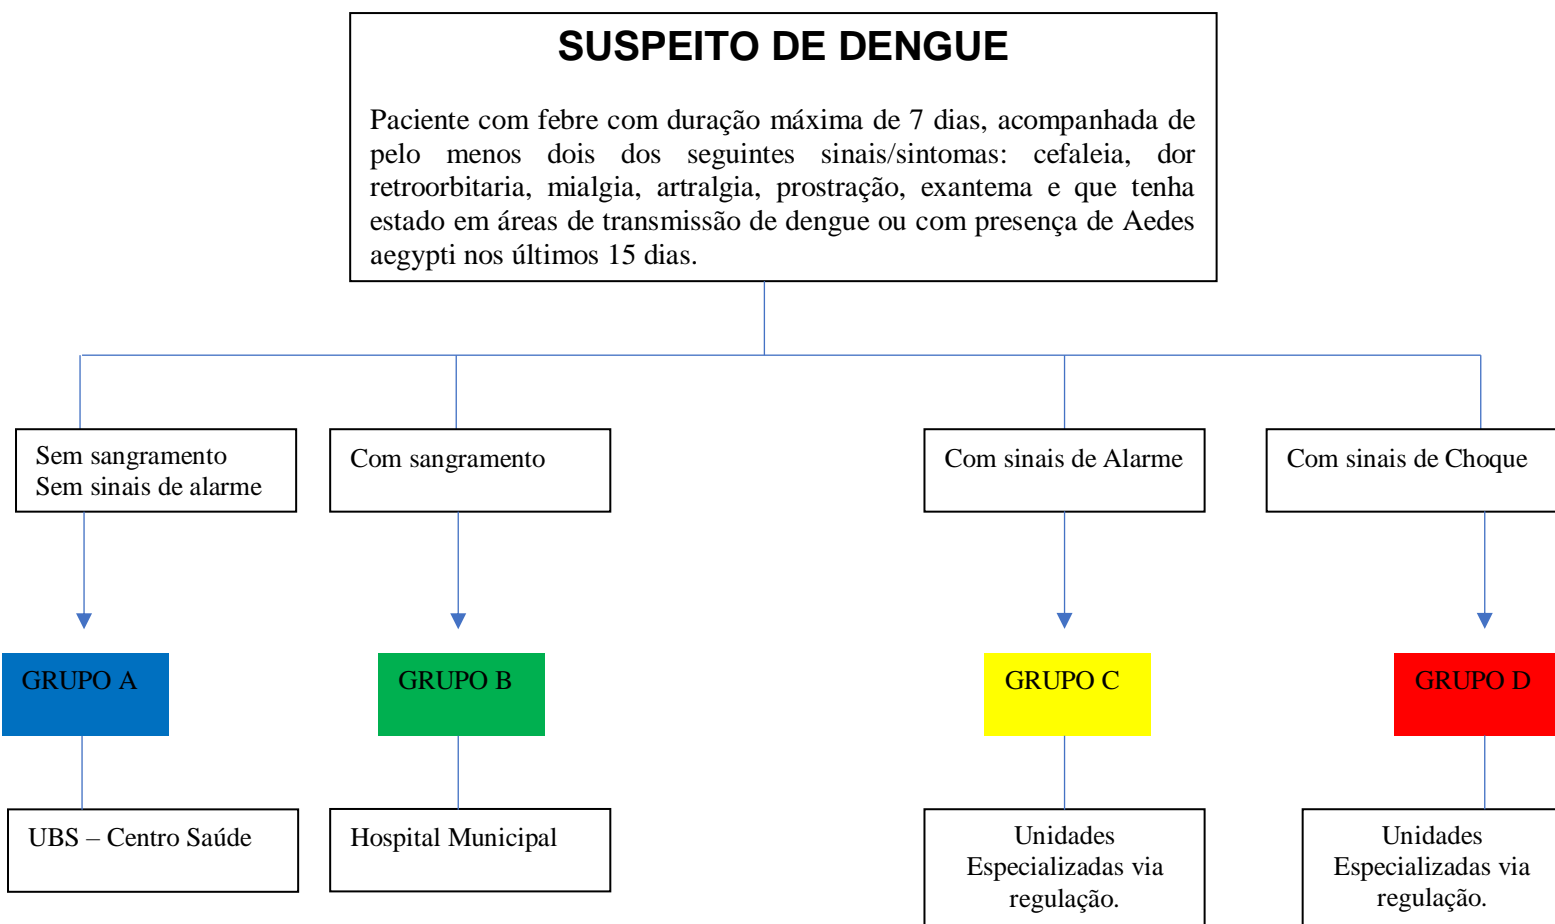 SUSPEITO DE DENGUE
Paciente com febre com duração máxima de 7 dias, acompanhada de
pelo menos dois dos seguintes sinais/sintomas: cefaleia, dor
retroorbitaria, mialgia, artralgia, prostração, exantema e que tenha
estado em áreas de transmissão de dengue ou com presença de Aedes
aegypti nos últimos 15 dias.
Sem sangramento
Sem sinais de alarme
Com sangramento
Com sinais de Alarme
Com sinais de Choque
GRUPO A
GRUPO B
GRUPO C
GRUPO D
UBS – Centro Saúde
Hospital Municipal
Unidades
Especializadas via
regulação.
Unidades
Especializadas via
regulação.